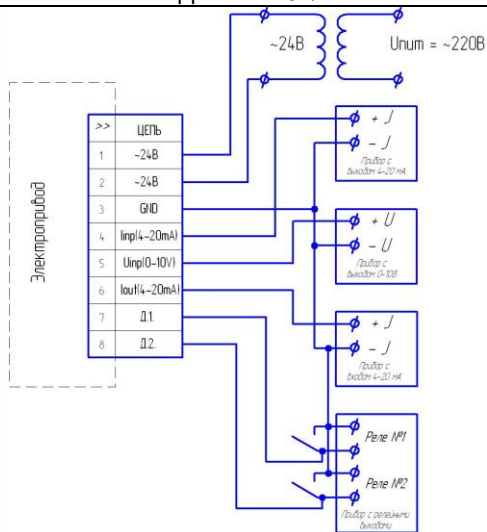 ~24В
Uпит = ~220В
Электропривод
>> ЦЕПЬ
1 ~24В
2 ~24В
3 GND
4 Iinp(4-20mA)
5 Uinp(0-10V)
6 Iout(4-20mA)
7 Д.1.
8 Д.2.
+ J
- J
Прибор с
выходом 4-20 мА
+ U
- U
Прибор с
выходом 0-10В
+ J
- J
Прибор с
входом 4-20 мА
Реле №1
Реле №2
Прибор с релейными
выходами